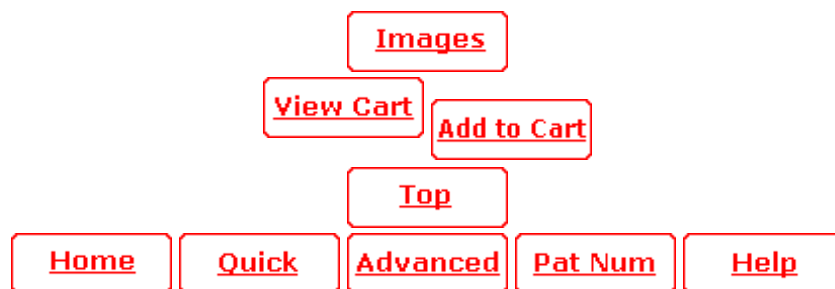 Images
View Cart
Add to Cart
Top
Home Quick Advanced Pat Num Help